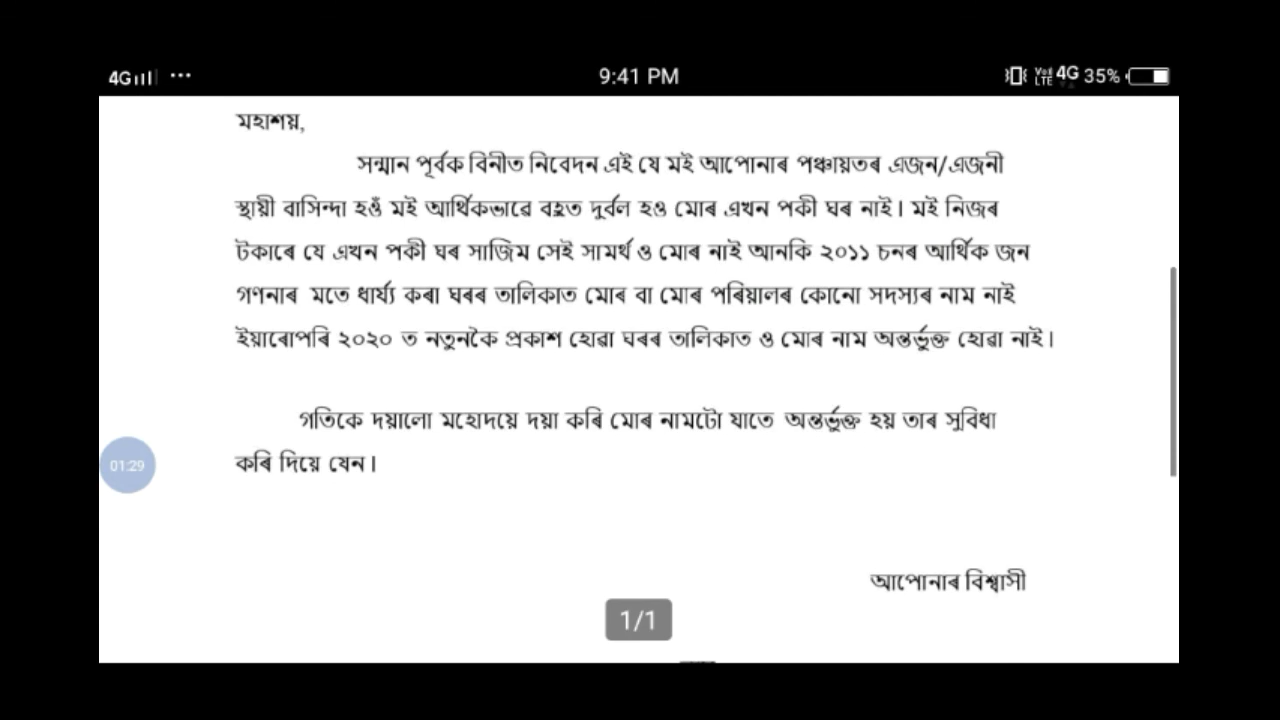 4G ...
9:41 PM
VoLTE 4G 35%
মহাশয়,
সন্মান পূৰ্বক বিনীত নিবেদন এই যে মই আপোনাৰ পঞ্চায়তৰ এজন/এজনী
স্থায়ী বাসিন্দা হওঁ মই আৰ্থিকভাৱে বহুত দুৰ্বল হও মোৰ এখন পকী ঘৰ নাই। মই নিজৰ
টকাৰে যে এখন পকী ঘৰ সাজিম সেই সামৰ্থ ও মোৰ নাই আনকি ২০১১ চনৰ আৰ্থিক জন
গণনাৰ মতে ধাৰ্য্য কৰা ঘৰৰ তালিকাত মোৰ বা মোৰ পৰিয়ালৰ কোনো সদস্যৰ নাম নাই
ইয়াৰোপৰি ২০২০ ত নতুনকৈ প্ৰকাশ হোৱা ঘৰৰ তালিকাত ও মোৰ নাম অন্তৰ্ভুক্ত হোৱা নাই।
গতিকে দয়ালো মহোদয়ে দয়া কৰি মোৰ নামটো যাতে অন্তৰ্ভুক্ত হয় তাৰ সুবিধা
কৰি দিয়ে যেন।
01:29
আপোনাৰ বিশ্বাসী
1/1